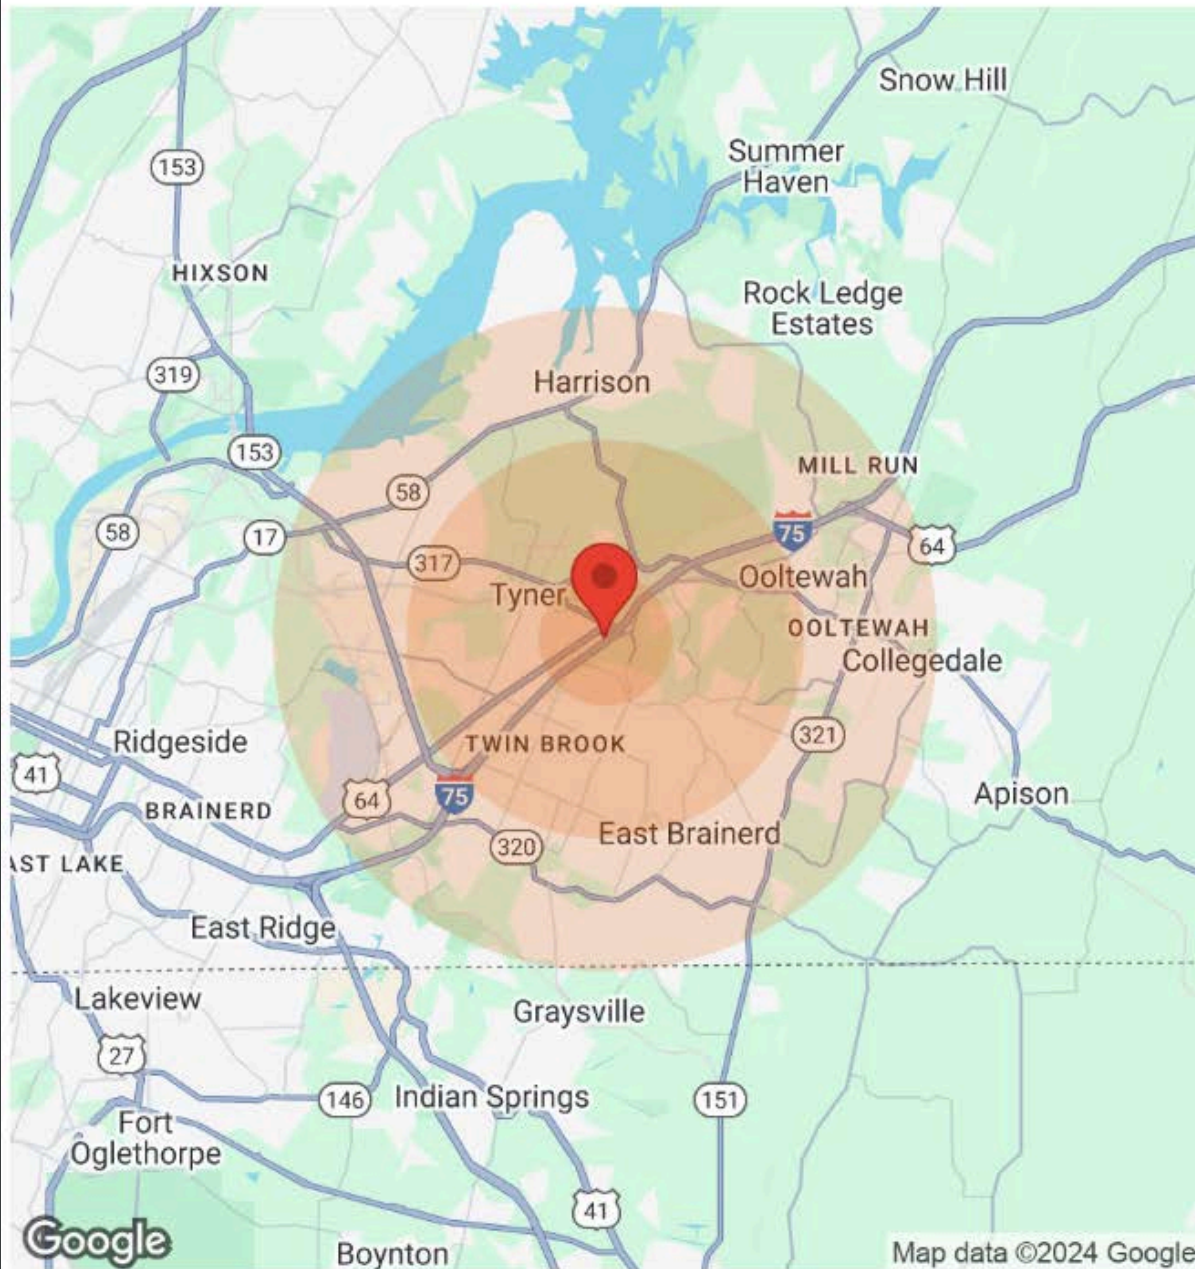 Snow Hill
Summer
Haven
153
HIXSON
Rock Ledge
Estates
319
Harrison
153
MILL RUN
58
58
17
75
64
317
Tyner
Ooltewah
OOLTEWAH
Collegedale
321
Ridgeside
TWIN BROOK
41
64
75
Apison
BRAINERD
320
East Brainerd
AST LAKE
East Ridge
Lakeview
Graysville
27
146
Indian Springs
151
Fort
Oglethorpe
41
Google
Boynton
Map data ©2024 Google